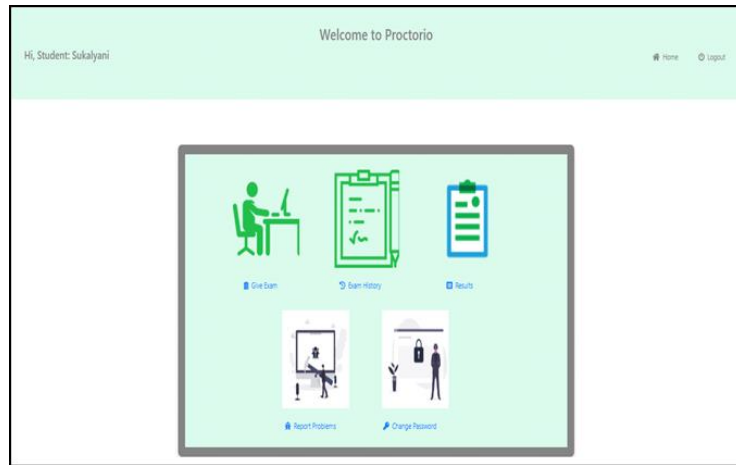 Welcome to Proctorio
Hi, Student: Sukalyani
Home Logout
Give Exam Exam History Results
Report Problems Change Password